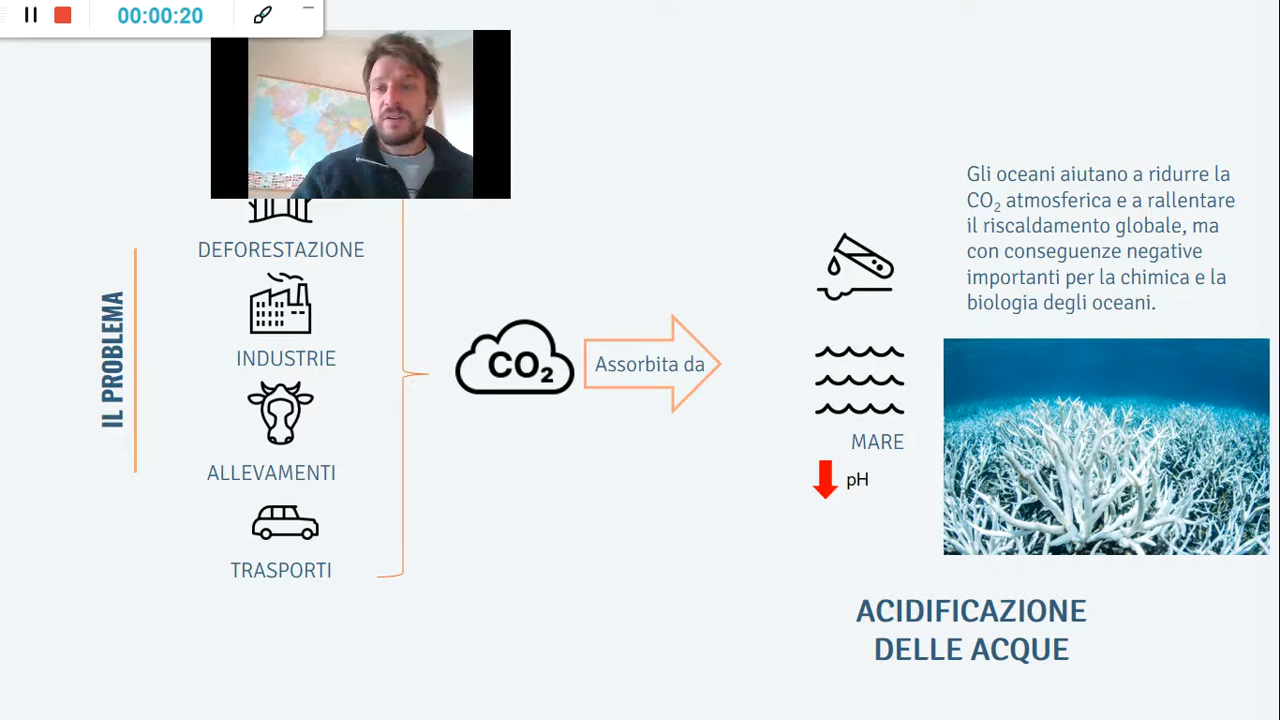 00:00:20
DEFORESTAZIONE
INDUSTRIE
ALLEVAMENTI
TRASPORTI
IL PROBLEMA
CO₂
Assorbita da
MARE
pH
Gli oceani aiutano a ridurre la
CO₂ atmosferica e a rallentare
il riscaldamento globale, ma
con conseguenze negative
importanti per la chimica e la
biologia degli oceani.
ACIDIFICAZIONE
DELLE ACQUE